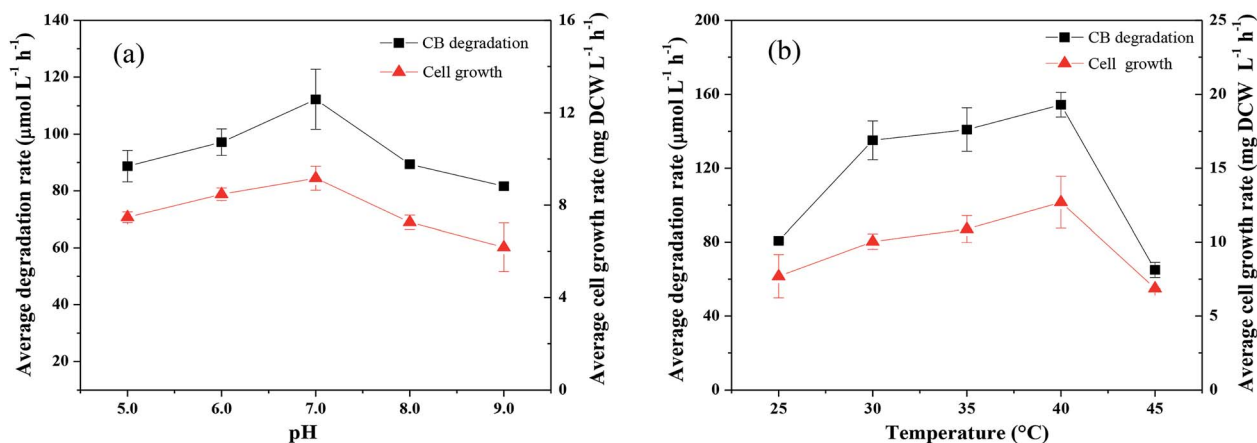 (a)
CB degradation
Cell growth
Average degradation rate (μmol L⁻¹ h⁻¹)
140
120
100
80
60
40
20
16
12
8
4
0
Average cell growth rate (mg DCW L⁻¹ h⁻¹)
5.0 6.0 7.0 8.0 9.0
pH
(b)
CB degradation
Cell growth
Average degradation rate (μmol L⁻¹ h⁻¹)
200
160
120
80
40
0
25
20
15
10
5
0
Average cell growth rate (mg DCW L⁻¹ h⁻¹)
25 30 35 40 45
Temperature (°C)